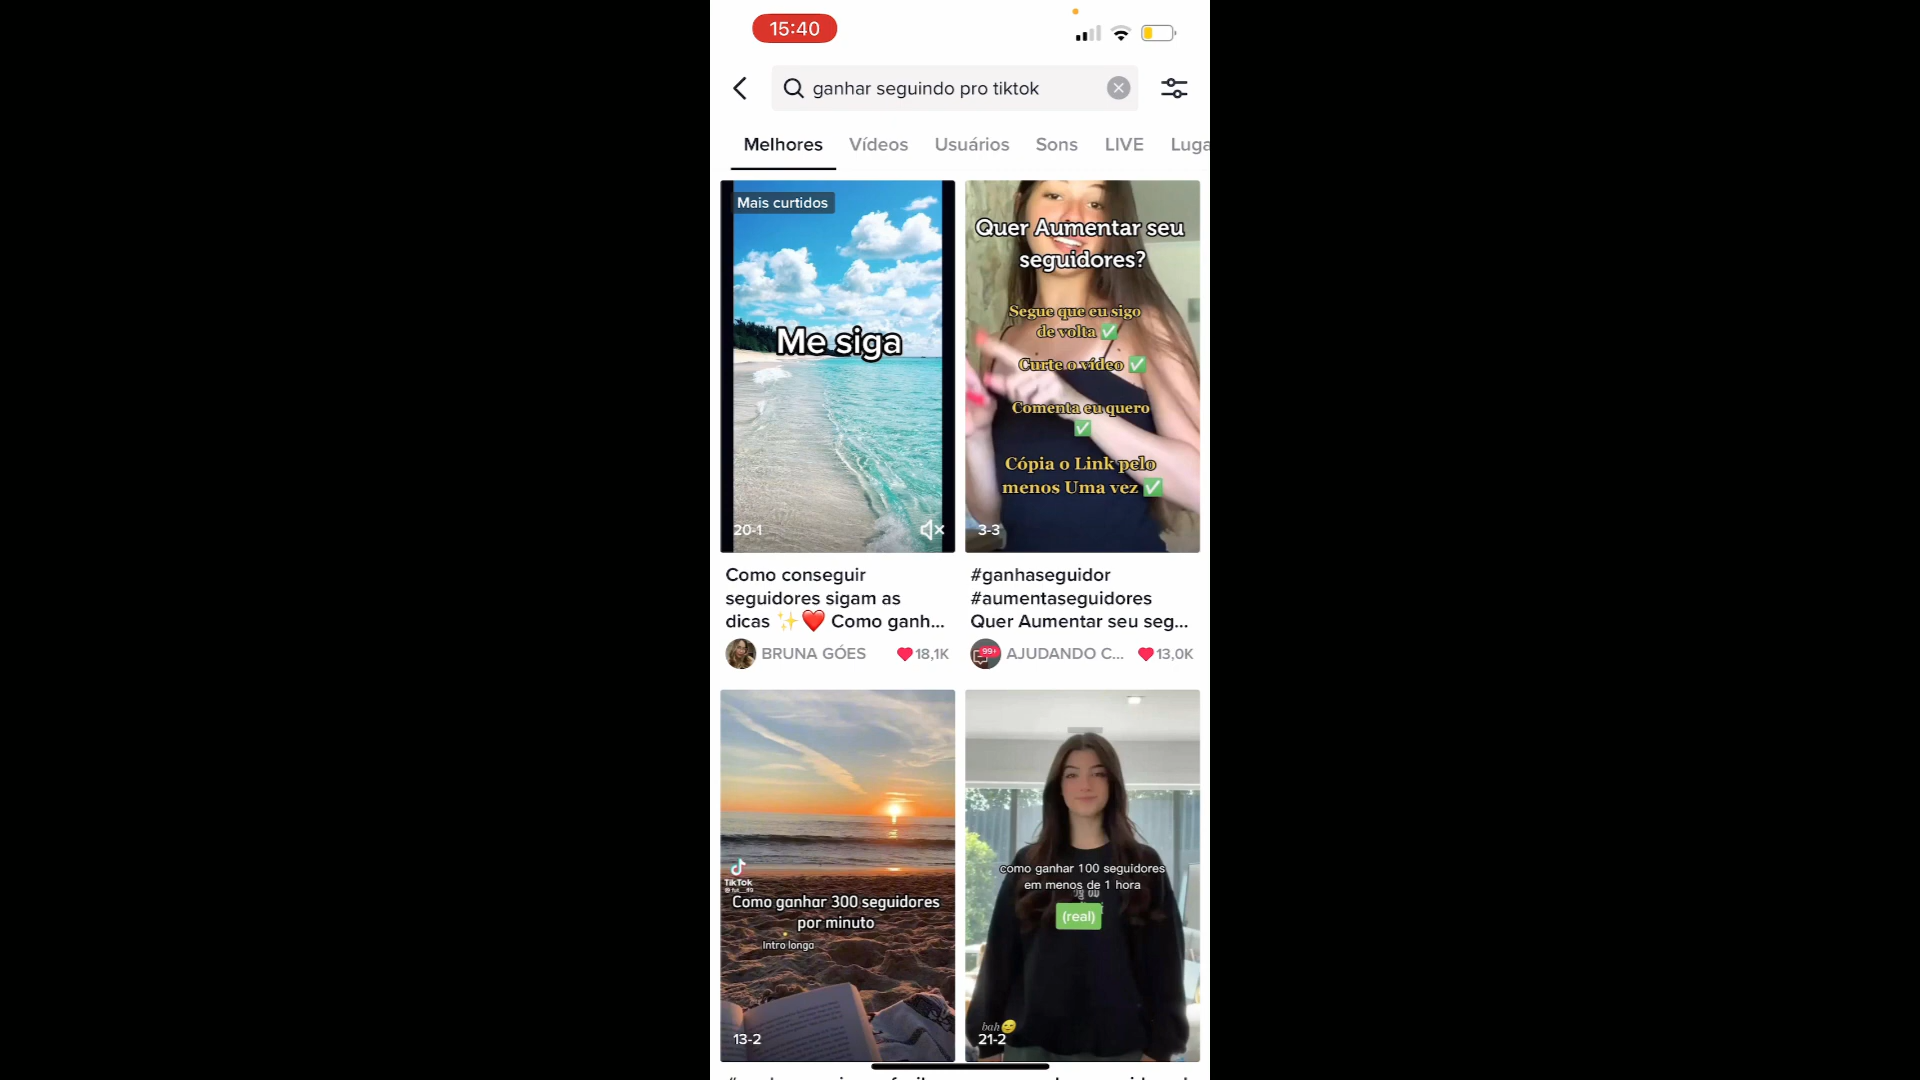 15:40
ganhar seguindo pro tiktok
Melhores Vídeos Usuários Sons LIVE Luga
Mais curtidos
Me siga
20-1
Quer Aumentar seu
seguidores?
Segue que eu sigo
de volta ✅
Curte o vídeo ✅
Comenta eu quero
✅
Cópia o Link pelo
menos Uma vez ✅
3-3
Como conseguir
seguidores sigam as
dicas ✨❤️ Como ganh...
BRUNA GÓES 18,1K
#ganhaseguidor
#aumentaseguidores
Quer Aumentar seu seg...
99+
AJUDANDO C... 13,0K
TikTok
Como ganhar 300 seguidores
por minuto
Intro longa
13-2
como ganhar 100 seguidores
em menos de 1 hora
(real)
bah😅
21-2